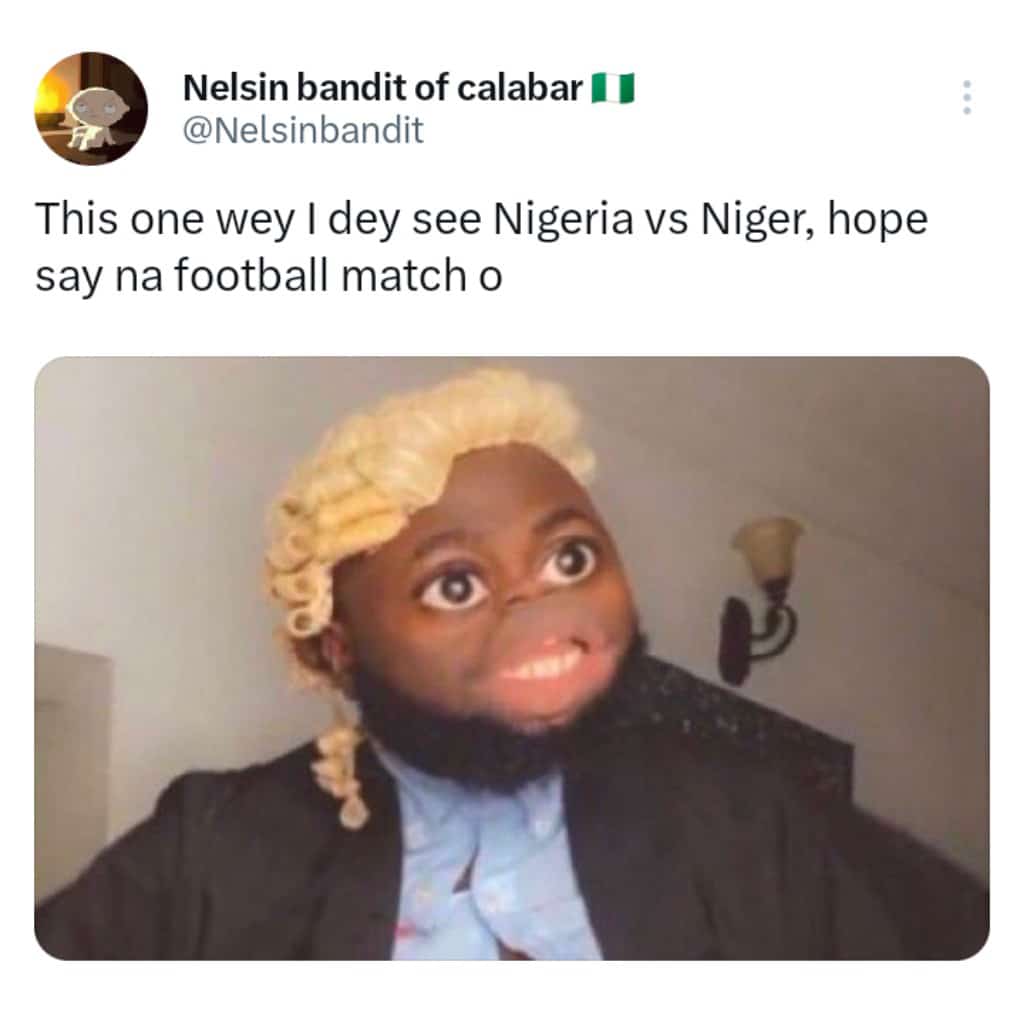 Nelsin bandit of calabar 🇳🇬
@Nelsinbandit
This one wey I dey see Nigeria vs Niger, hope
say na football match o